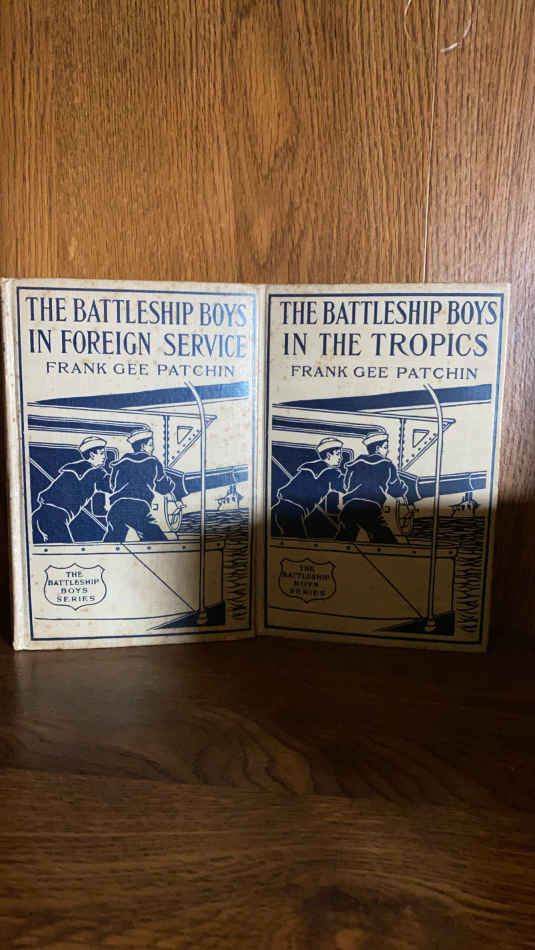 THE BATTLESHIP BOYS
IN FOREIGN SERVICE
FRANK GEE PATCHIN
THE
BATTLESHIP
BOYS
SERIES
THE BATTLESHIP BOYS
IN THE TROPICS
FRANK GEE PATCHIN
THE
BATTLESHIP
BOYS
SERIES